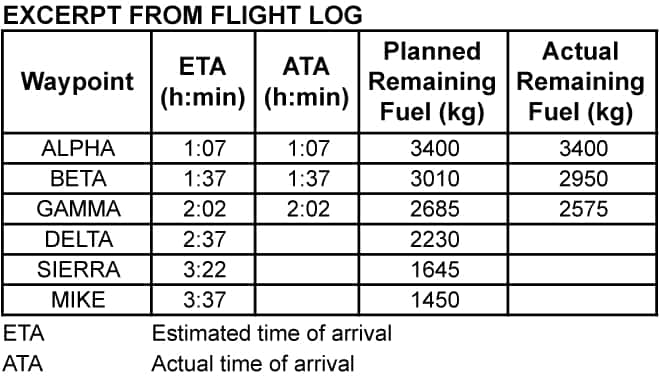 EXCERPT FROM FLIGHT LOG
Waypoint ETA (h:min) ATA (h:min) Planned Remaining Fuel (kg) Actual Remaining Fuel (kg)
ALPHA 1:07 1:07 3400 3400
BETA 1:37 1:37 3010 2950
GAMMA 2:02 2:02 2685 2575
DELTA 2:37 2230
SIERRA 3:22 1645
MIKE 3:37 1450
ETA Estimated time of arrival
ATA Actual time of arrival